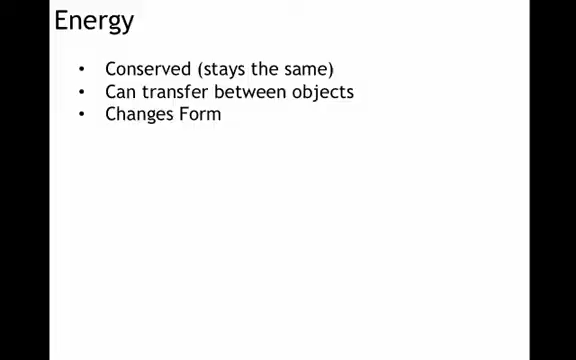 Energy
• Conserved (stays the same)
• Can transfer between objects
• Changes Form